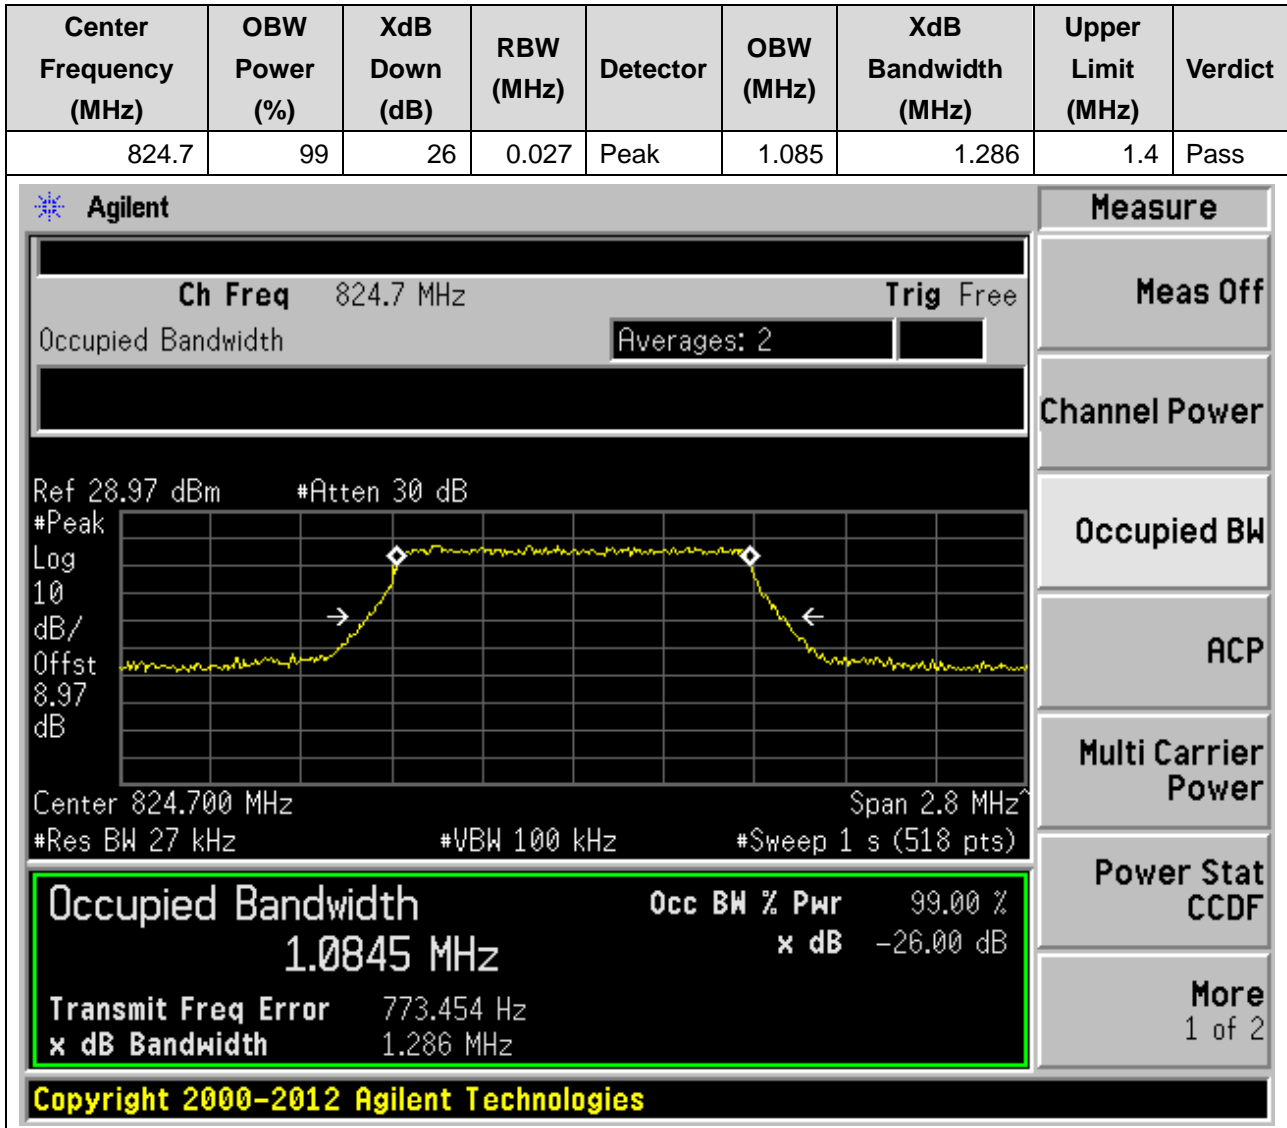 Center Frequency (MHz) OBW Power (%) XdB Down (dB) RBW (MHz) Detector OBW (MHz) XdB Bandwidth (MHz) Upper Limit (MHz) Verdict
824.7 99 26 0.027 Peak 1.085 1.286 1.4 Pass
Agilent
Measure
Ch Freq 824.7 MHz Trig Free
Meas Off
Occupied Bandwidth Averages: 2
Channel Power
Ref 28.97 dBm #Atten 30 dB
#Peak
Log
10
dB/
Offst
8.97
dB
Occupied BW
ACP
Multi Carrier
Power
Center 824.700 MHz Span 2.8 MHz^
#Res BW 27 kHz #VBW 100 kHz #Sweep 1 s (518 pts)
Power Stat
CCDF
Occupied Bandwidth Occ BW % Pwr 99.00 %
1.0845 MHz x dB -26.00 dB
Transmit Freq Error 773.454 Hz
x dB Bandwidth 1.286 MHz
More
1 of 2
Copyright 2000-2012 Agilent Technologies